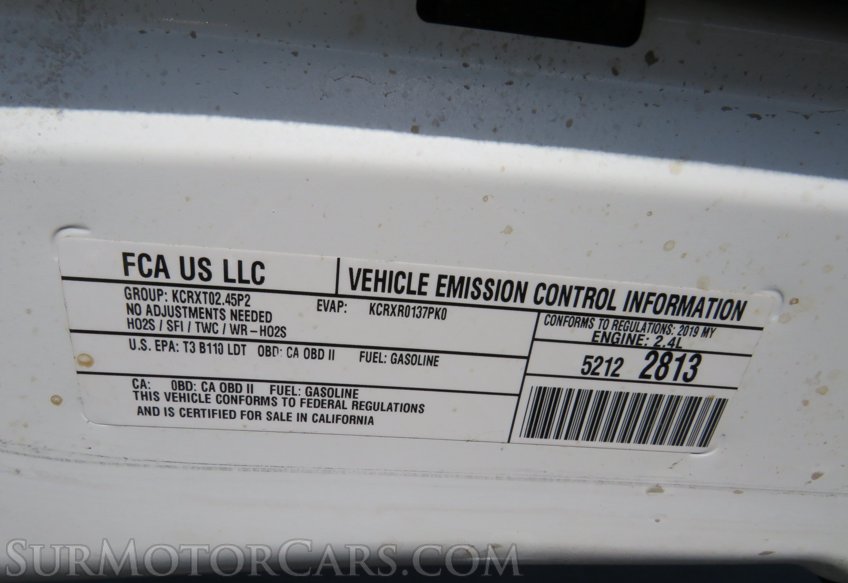 FCA US LLC
VEHICLE EMISSION CONTROL INFORMATION
GROUP: KCRXT02.45P2 EVAP: KCRXR0137PK0
NO ADJUSTMENTS NEEDED
HO2S / SFI / TWC / WR-HO2S
U.S. EPA: T3 B110 LDT OBD: CA OBD II FUEL: GASOLINE
CA: OBD: CA OBD II FUEL: GASOLINE
THIS VEHICLE CONFORMS TO FEDERAL REGULATIONS
AND IS CERTIFIED FOR SALE IN CALIFORNIA
CONFORMS TO REGULATIONS: 2019 MY
ENGINE: 2.4L
5212 2813
SurMotorCars.com